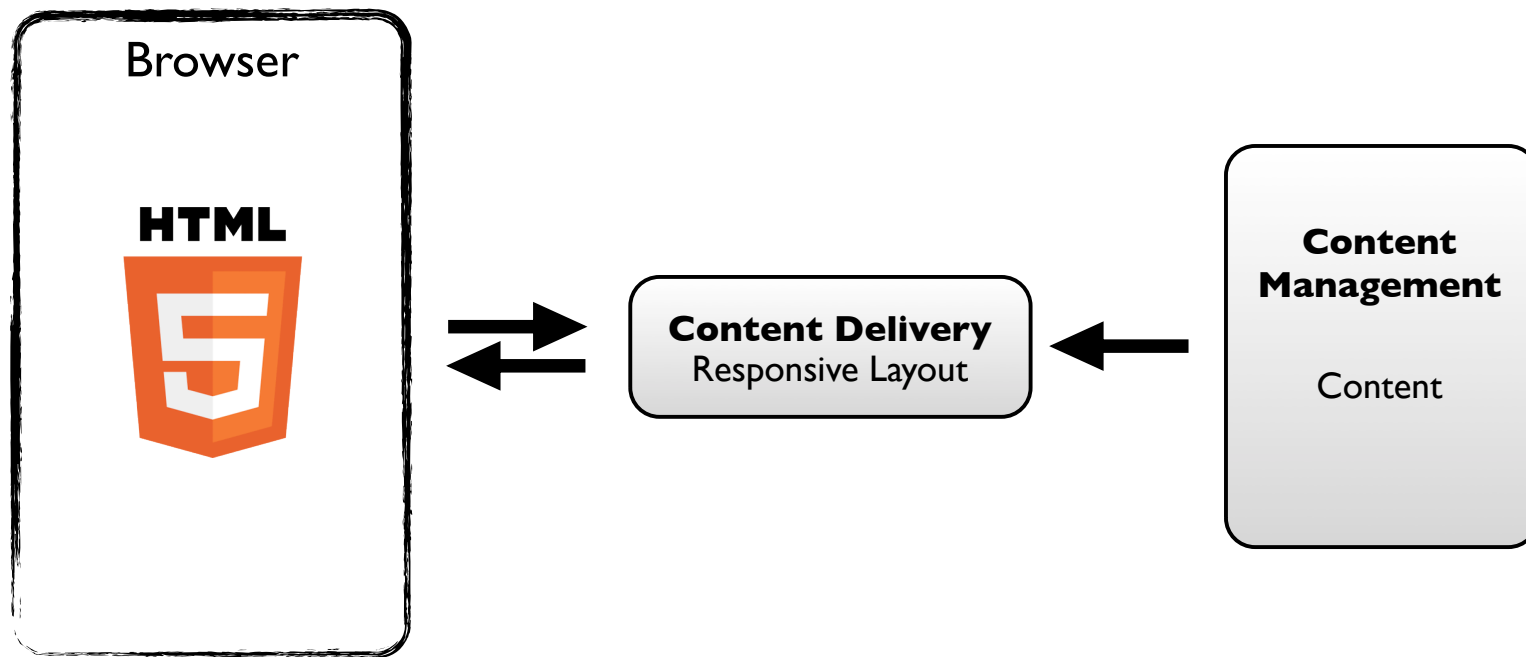 Browser
HTML
5
Content Delivery
Responsive Layout
Content
Management
Content